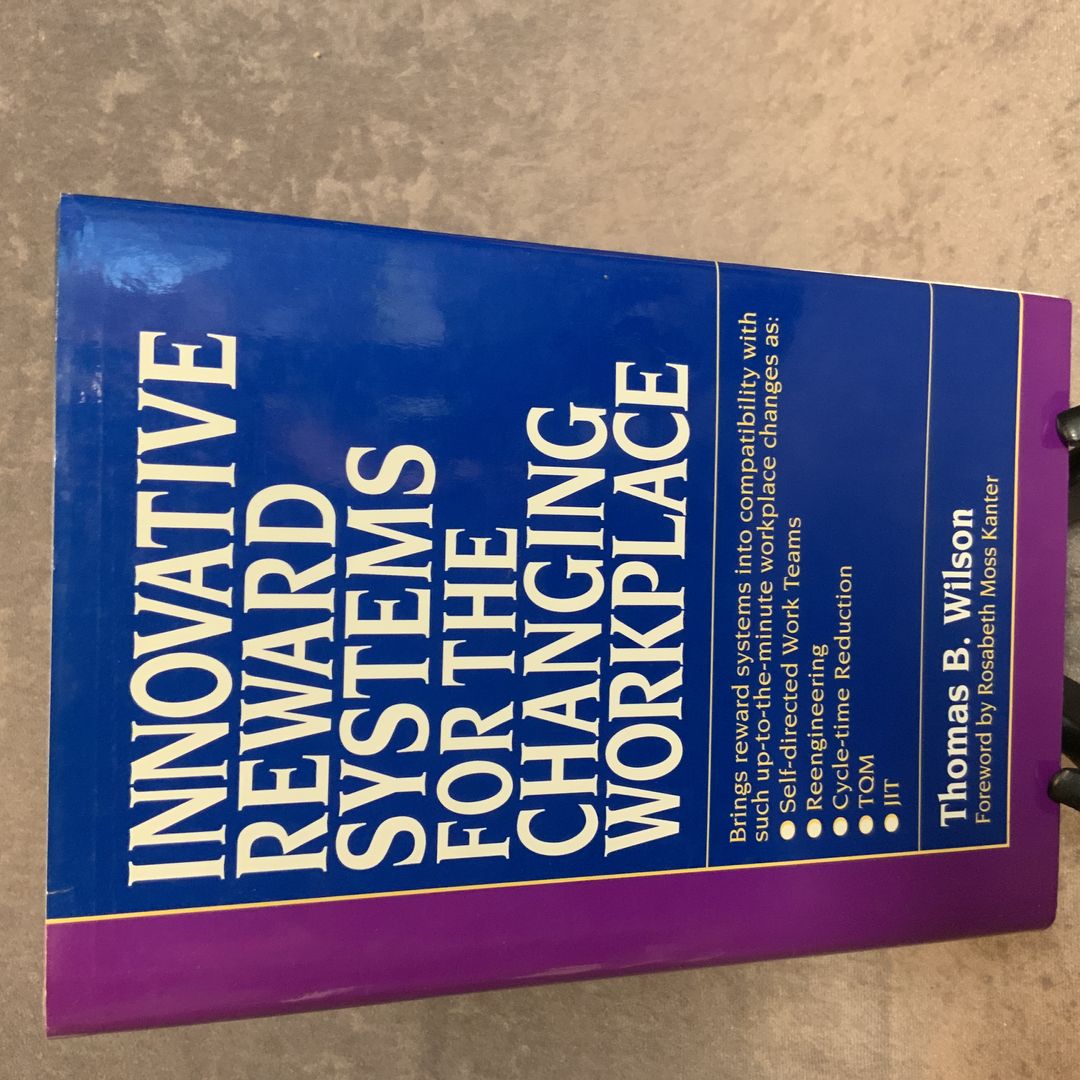 INNOVATIVE
REWARD
SYSTEMS
FOR THE
CHANGING
WORKPLACE
Brings reward systems into compatibility with
such up-to-the-minute workplace changes as:
● Self-directed Work Teams
● Reengineering
● Cycle-time Reduction
● TQM
● JIT
Thomas B. Wilson
Foreword by Rosabeth Moss Kanter